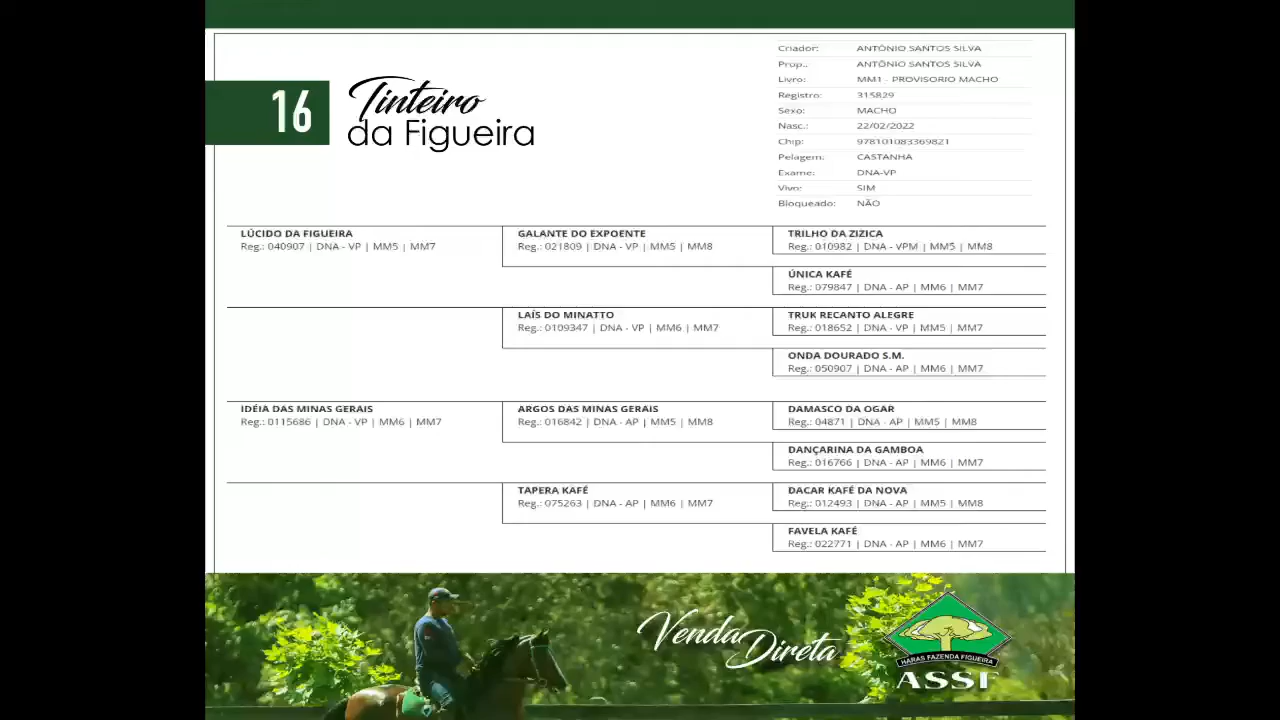 16
Tinteiro
da Figueira
Criador: ANTÔNIO SANTOS SILVA
Prop.: ANTÔNIO SANTOS SILVA
Livro: MM1 - PROVISORIO MACHO
Registro: 315829
Sexo: MACHO
Nasc.: 22/02/2022
Chip: 978101083369821
Pelagem: CASTANHA
Exame: DNA-VP
Vivo: SIM
Bloqueado: NÃO
LÚCIDO DA FIGUEIRA
Reg.: 040907 | DNA - VP | MM5 | MM7
GALANTE DO EXPOENTE
Reg.: 021809 | DNA - VP | MM5 | MM8
TRILHO DA ZIZICA
Reg.: 010982 | DNA - VPM | MM5 | MM8
ÚNICA KAFÉ
Reg.: 079847 | DNA - AP | MM6 | MM7
LAÍS DO MINATTO
Reg.: 0109347 | DNA - VP | MM6 | MM7
TRUK RECANTO ALEGRE
Reg.: 018652 | DNA - VP | MM5 | MM7
ONDA DOURADO S.M.
Reg.: 050907 | DNA - AP | MM6 | MM7
IDÉIA DAS MINAS GERAIS
Reg.: 0115686 | DNA - VP | MM6 | MM7
ARGOS DAS MINAS GERAIS
Reg.: 016842 | DNA - AP | MM5 | MM8
DAMASCO DA OGAR
Reg.: 04871 | DNA - AP | MM5 | MM8
DANÇARINA DA GAMBOA
Reg.: 016766 | DNA - AP | MM6 | MM7
TAPERA KAFÉ
Reg.: 075263 | DNA - AP | MM6 | MM7
DACAR KAFÉ DA NOVA
Reg.: 012493 | DNA - AP | MM5 | MM8
FAVELA KAFÉ
Reg.: 022771 | DNA - AP | MM6 | MM7
Venda Direta
HARAS FAZENDA FIGUEIRA
ASSF